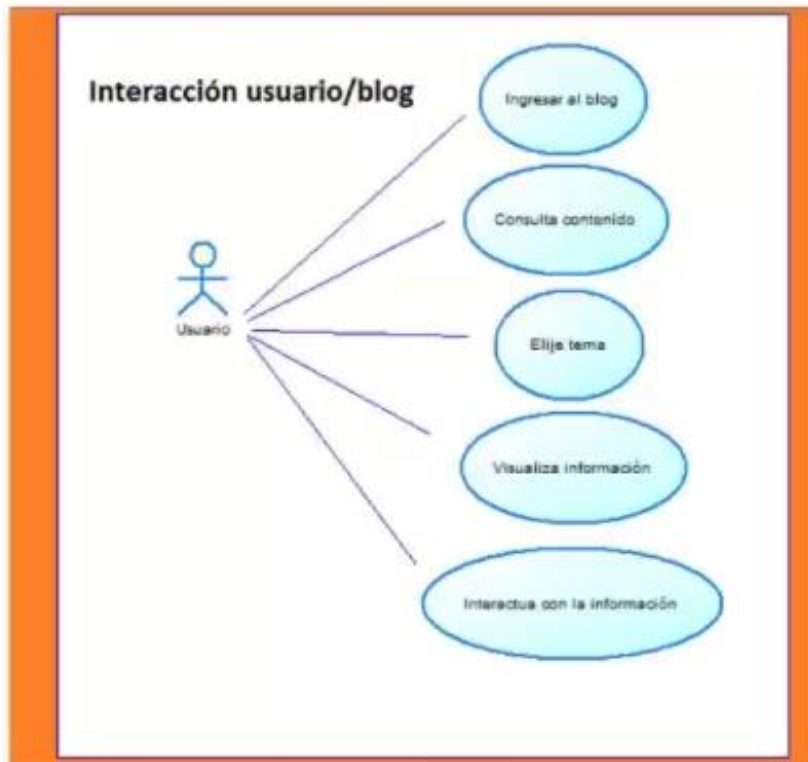 Interacción usuario/blog
Ingresar al blog
Consulta contenido
Usuario
Elije tema
Visualiza información
Interactua con la información